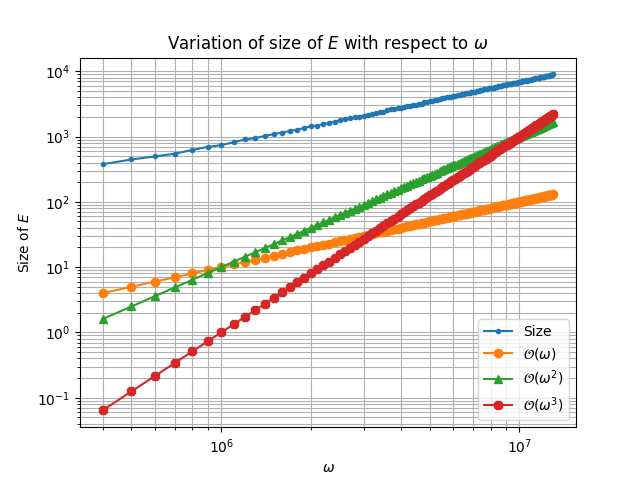 Variation of size of E with respect to ω
Size of E
10⁴
10³
10²
10¹
10⁰
10⁻¹
10⁶
10⁷
ω
Size
𝒪(ω)
𝒪(ω²)
𝒪(ω³)